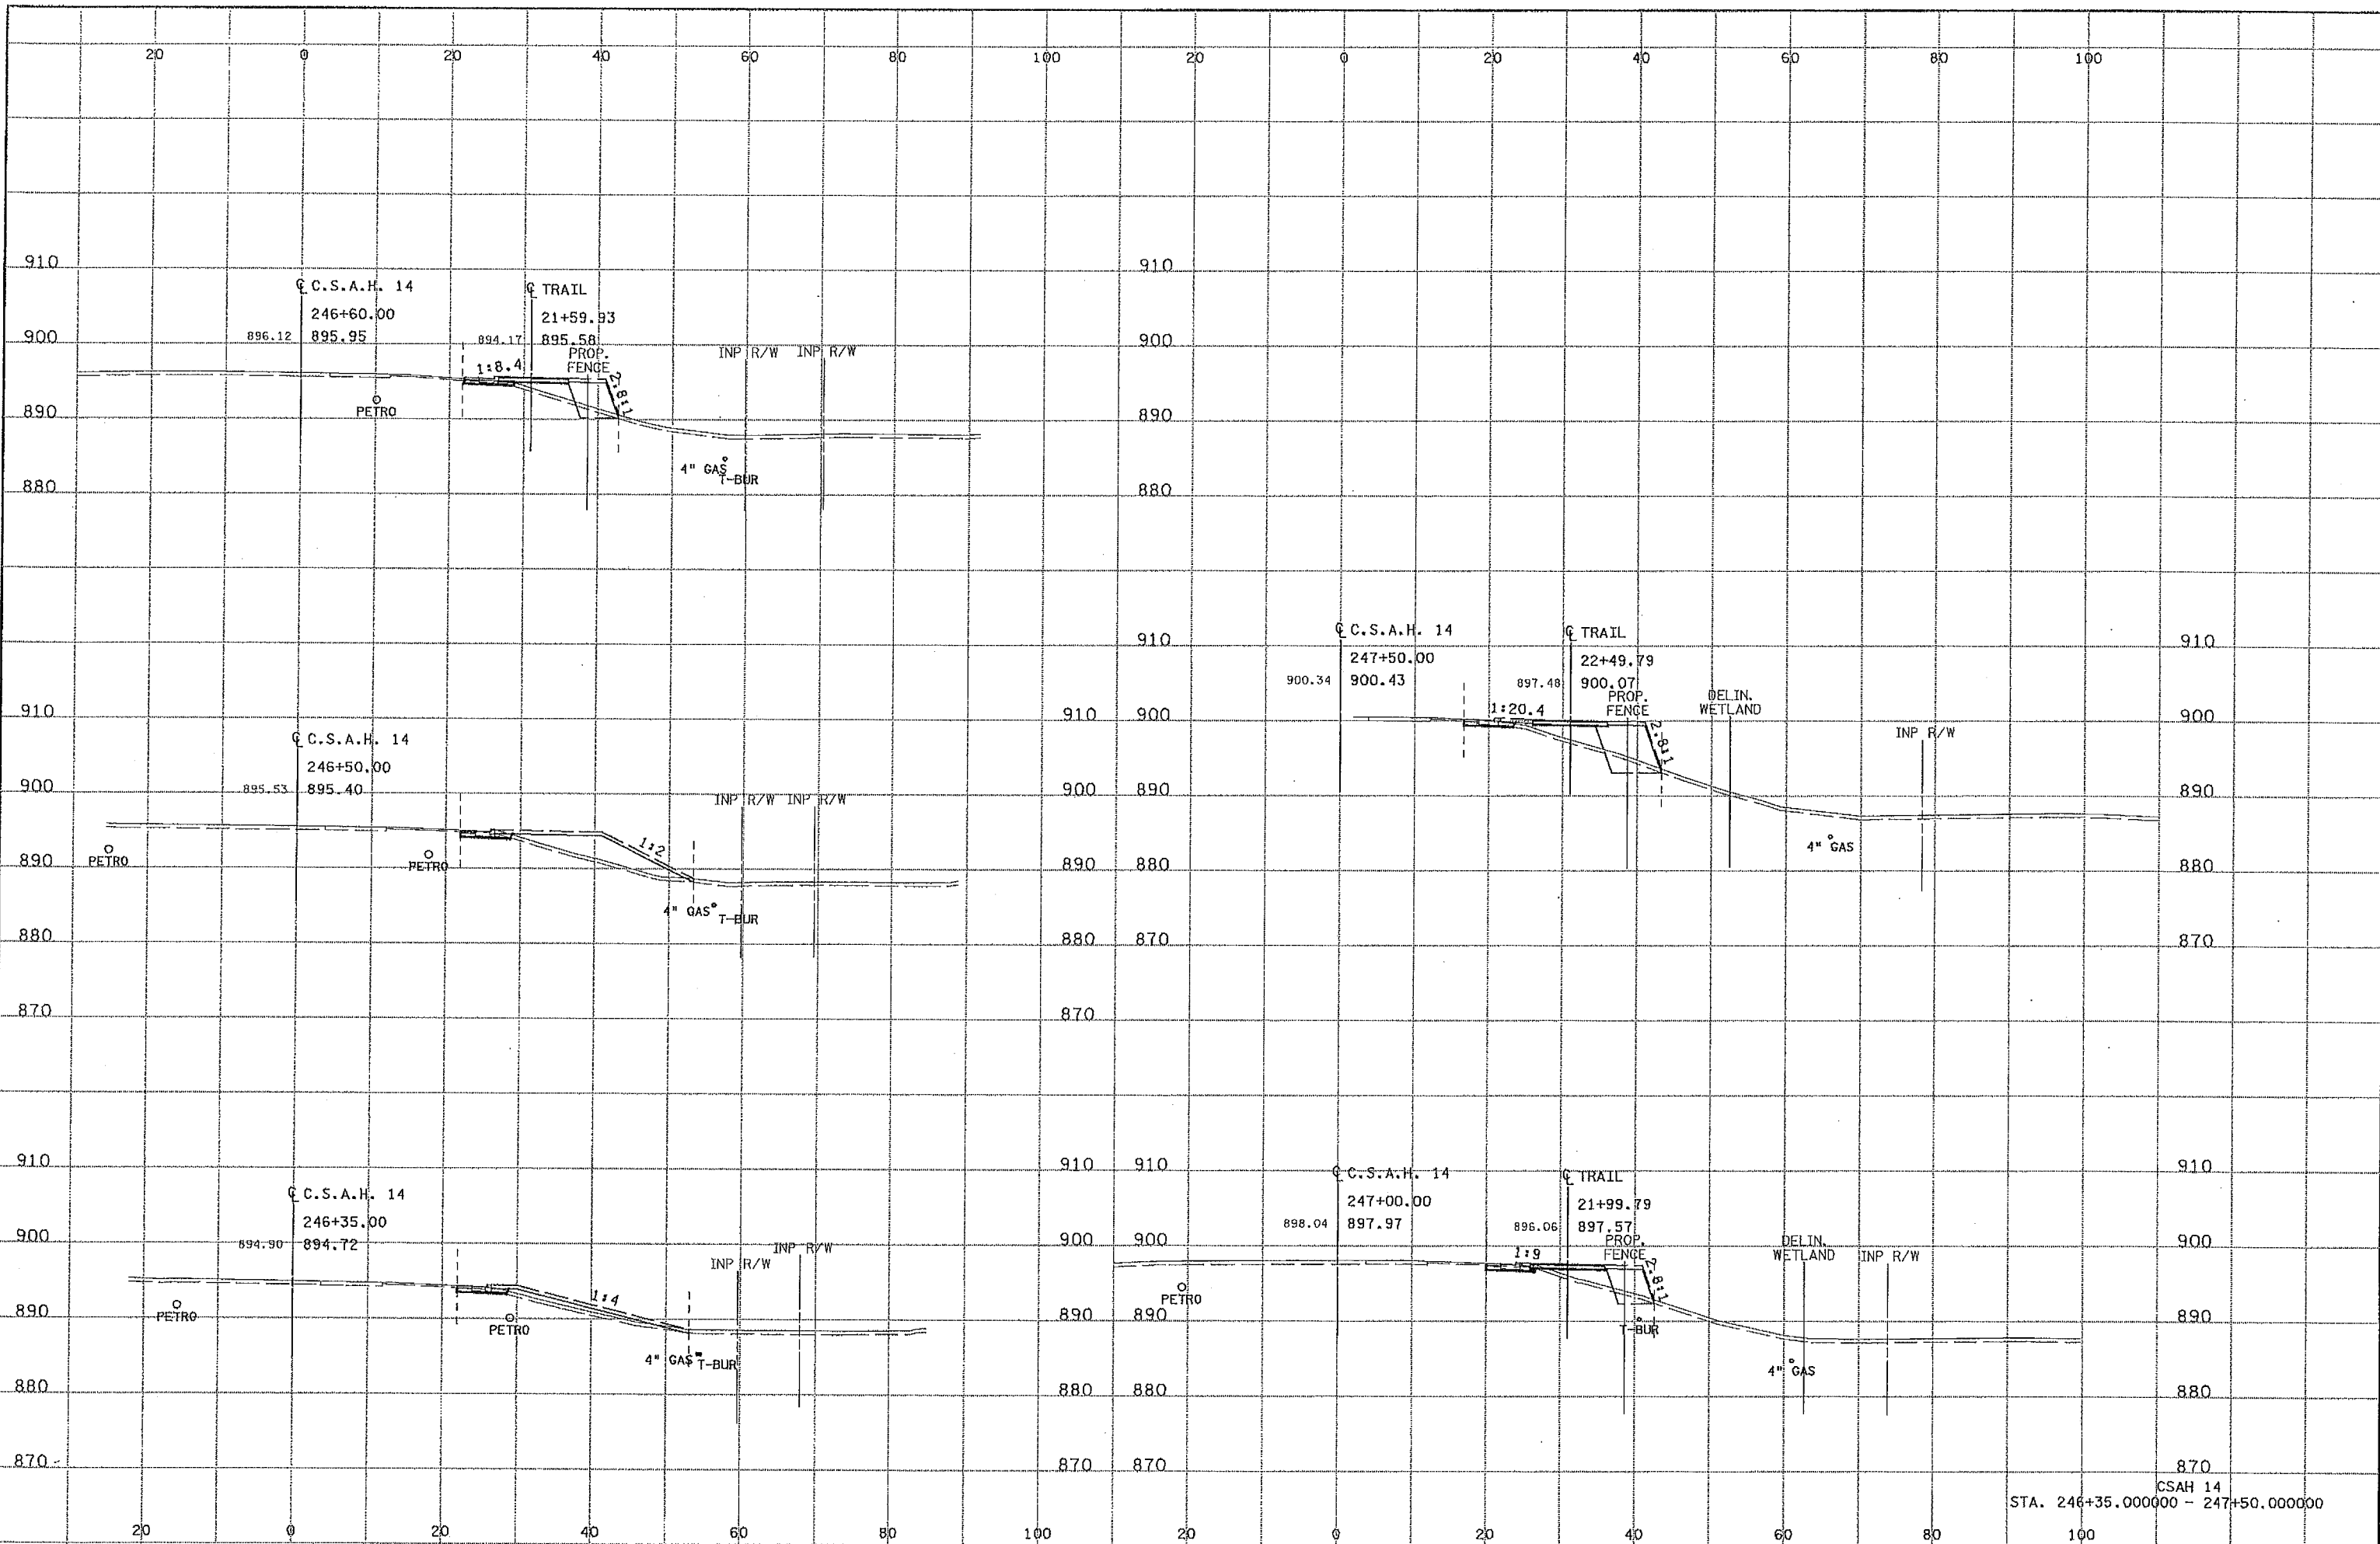 20 0 20 40 60 80 100 20 0 20 40 60 80 100
910 910
℄ C.S.A.H. 14 ℄ TRAIL
246+60.00 21+59.93
896.12 895.95 894.17 895.58
900 900
PROP. FENCE
INP R/W INP R/W
1:8.4 2.8:1
PETRO
890 890
4" GAS T-BUR
880 880
℄ C.S.A.H. 14 ℄ TRAIL
910 910
247+50.00 22+49.79
900.34 900.43 897.48 900.07
PROP. FENCE
DELIN. WETLAND
1:20.4 2.8:1
INP R/W
910 910 900 900
℄ C.S.A.H. 14
246+50.00
895.53 895.40
900 900 890 890
INP R/W INP R/W
1:2
PETRO PETRO
4" GAS
890 890 880 880
4" GAS T-BUR
880 880 870 870
870 870
910 910 910 910
℄ C.S.A.H. 14 ℄ TRAIL
247+00.00 21+99.79
898.04 897.97 896.06 897.57
℄ C.S.A.H. 14
246+35.00
894.90 894.72
900 900 900 900
PROP. FENCE
DELIN. WETLAND
INP R/W
1:9 2.8:1
INP R/W INP R/W
1:4
PETRO PETRO
PETRO
890 890 890 890
T-BUR
4" GAS T-BUR
4" GAS
880 880 880 880
870 870 870 870
CSAH 14
STA. 246+35.000000 - 247+50.000000
20 0 20 40 60 80 100 20 0 20 40 60 80 100